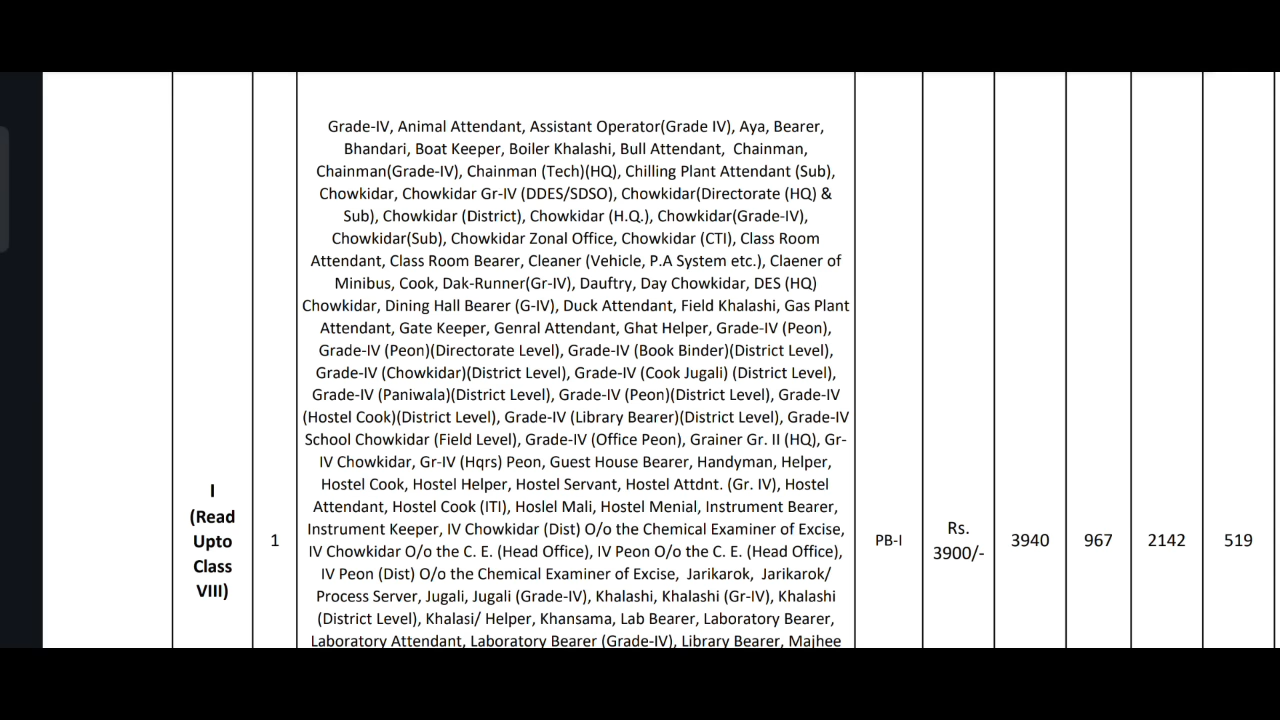 Grade-IV, Animal Attendant, Assistant Operator(Grade IV), Aya, Bearer,
Bhandari, Boat Keeper, Boiler Khalashi, Bull Attendant, Chainman,
Chainman(Grade-IV), Chainman (Tech)(HQ), Chilling Plant Attendant (Sub),
Chowkidar, Chowkidar Gr-IV (DDES/SDSO), Chowkidar(Directorate (HQ) &
Sub), Chowkidar (District), Chowkidar (H.Q.), Chowkidar(Grade-IV),
Chowkidar(Sub), Chowkidar Zonal Office, Chowkidar (CTI), Class Room
Attendant, Class Room Bearer, Cleaner (Vehicle, P.A System etc.), Claener of
Minibus, Cook, Dak-Runner(Gr-IV), Dauftry, Day Chowkidar, DES (HQ)
Chowkidar, Dining Hall Bearer (G-IV), Duck Attendant, Field Khalashi, Gas Plant
Attendant, Gate Keeper, Genral Attendant, Ghat Helper, Grade-IV (Peon),
Grade-IV (Peon)(Directorate Level), Grade-IV (Book Binder)(District Level),
Grade-IV (Chowkidar)(District Level), Grade-IV (Cook Jugali) (District Level),
Grade-IV (Paniwala)(District Level), Grade-IV (Peon)(District Level), Grade-IV
(Hostel Cook)(District Level), Grade-IV (Library Bearer)(District Level), Grade-IV
School Chowkidar (Field Level), Grade-IV (Office Peon), Grainer Gr. II (HQ), Gr-
IV Chowkidar, Gr-IV (Hqrs) Peon, Guest House Bearer, Handyman, Helper,
Hostel Cook, Hostel Helper, Hostel Servant, Hostel Attdnt. (Gr. IV), Hostel
Attendant, Hostel Cook (ITI), Hoslel Mali, Hostel Menial, Instrument Bearer,
Instrument Keeper, IV Chowkidar (Dist) O/o the Chemical Examiner of Excise,
IV Chowkidar O/o the C. E. (Head Office), IV Peon O/o the C. E. (Head Office),
IV Peon (Dist) O/o the Chemical Examiner of Excise, Jarikarok, Jarikarok/
Process Server, Jugali, Jugali (Grade-IV), Khalashi, Khalashi (Gr-IV), Khalashi
(District Level), Khalasi/ Helper, Khansama, Lab Bearer, Laboratory Bearer,
Laboratory Attendant, Laboratory Bearer (Grade-IV), Library Bearer, Majhee
I
(Read
Upto
Class
VIII)
1
PB-I
Rs.
3900/-
3940
967
2142
519